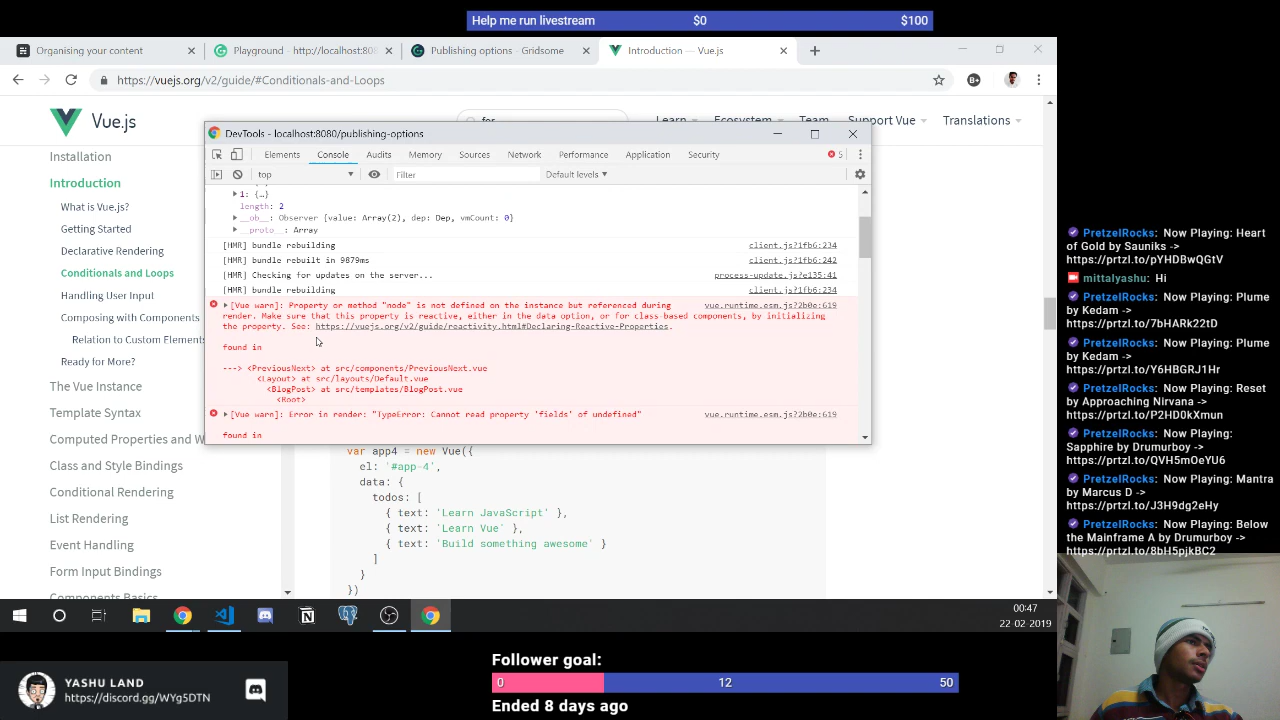 Help me run livestream $0 $100
Organising your content
Playground - http://localhost:808
Publishing options - Gridsome
Introduction — Vue.js
https://vuejs.org/v2/guide/#Conditionals-and-Loops
Vue.js
for
Learn
Ecosystem
Team
Support Vue
Translations
Installation
Introduction
What is Vue.js?
Getting Started
Declarative Rendering
Conditionals and Loops
Handling User Input
Composing with Components
Relation to Custom Elements
Ready for More?
The Vue Instance
Template Syntax
Computed Properties and W
Class and Style Bindings
Conditional Rendering
List Rendering
Event Handling
Form Input Bindings
Components Basics
DevTools - localhost:8080/publishing-options
Elements Console Audits Memory Sources Network Performance Application Security 5
top Filter Default levels
1: {…}
length: 2
__ob__: Observer {value: Array(2), dep: Dep, vmCount: 0}
__proto__: Array
[HMR] bundle rebuilding client.js?1fb6:234
[HMR] bundle rebuilt in 9879ms client.js?1fb6:242
[HMR] Checking for updates on the server... process-update.js?e135:41
[HMR] bundle rebuilding client.js?1fb6:234
[Vue warn]: Property or method "node" is not defined on the instance but referenced during vue.runtime.esm.js?2b0e:619
render. Make sure that this property is reactive, either in the data option, or for class-based components, by initializing
the property. See: https://vuejs.org/v2/guide/reactivity.html#Declaring-Reactive-Properties.
found in
---> <PreviousNext> at src/components/PreviousNext.vue
<Layout> at src/layouts/Default.vue
<BlogPost> at src/templates/BlogPost.vue
<Root>
[Vue warn]: Error in render: "TypeError: Cannot read property 'fields' of undefined" vue.runtime.esm.js?2b0e:619
found in
var app4 = new Vue({
el: '#app-4',
data: {
todos: [
{ text: 'Learn JavaScript' },
{ text: 'Learn Vue' },
{ text: 'Build something awesome' }
]
}
})
00:47
22-02-2019
PretzelRocks: Now Playing: Heart
of Gold by Sauniks ->
https://prtzl.to/pYHDBwQGtV
mittalyashu: Hi
PretzelRocks: Now Playing: Plume
by Kedam ->
https://prtzl.to/7bHARk22tD
PretzelRocks: Now Playing: Plume
by Kedam ->
https://prtzl.to/Y6HBGRJ1Hr
PretzelRocks: Now Playing: Reset
by Approaching Nirvana ->
https://prtzl.to/P2HD0kXmun
PretzelRocks: Now Playing:
Sapphire by Drumurboy ->
https://prtzl.to/QVH5mOeYU6
PretzelRocks: Now Playing: Mantra
by Marcus D ->
https://prtzl.to/J3H9dg2eHy
PretzelRocks: Now Playing: Below
the Mainframe A by Drumurboy ->
https://prtzl.to/8bH5pjkBC2
YASHU LAND
https://discord.gg/WYg5DTN
Follower goal:
0 12 50
Ended 8 days ago